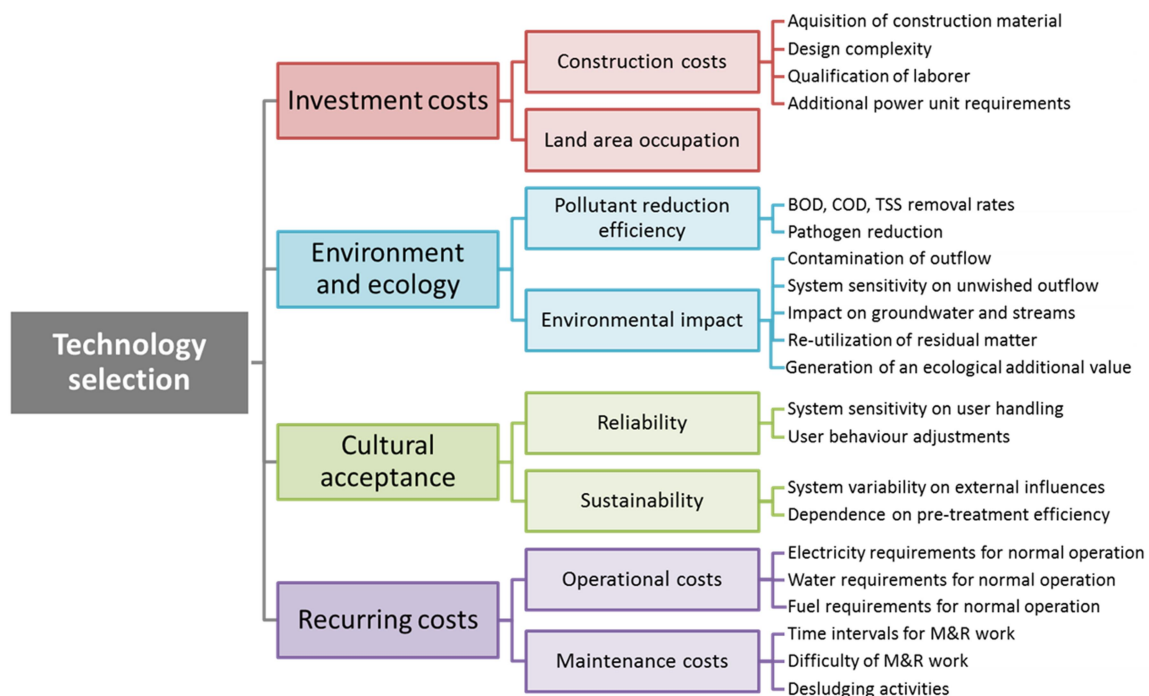 Technology
selection
Investment costs
Construction costs
Aquisition of construction material
Design complexity
Qualification of laborer
Additional power unit requirements
Land area occupation
Environment
and ecology
Pollutant reduction
efficiency
BOD, COD, TSS removal rates
Pathogen reduction
Environmental impact
Contamination of outflow
System sensitivity on unwished outflow
Impact on groundwater and streams
Re-utilization of residual matter
Generation of an ecological additional value
Cultural
acceptance
Reliability
System sensitivity on user handling
User behaviour adjustments
Sustainability
System variability on external influences
Dependence on pre-treatment efficiency
Recurring costs
Operational costs
Electricity requirements for normal operation
Water requirements for normal operation
Fuel requirements for normal operation
Maintenance costs
Time intervals for M&R work
Difficulty of M&R work
Desludging activities